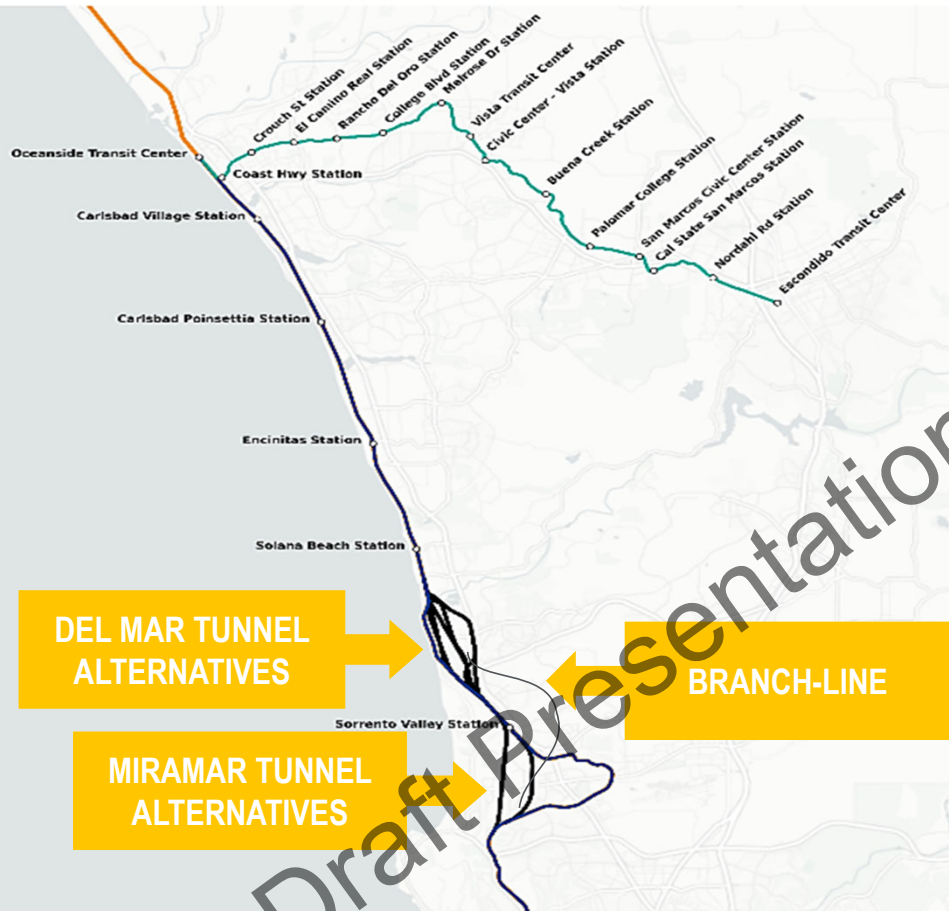 Crouch St Station
El Camino Real Station
Rancho Del Oro Station
College Blvd Station
Melrose Dr Station
Vista Transit Center
Civic Center - Vista Station
Buena Creek Station
Palomar College Station
San Marcos Civic Center Station
Cal State San Marcos Station
Nordahl Rd Station
Escondido Transit Center
Oceanside Transit Center
Coast Hwy Station
Carlsbad Village Station
Carlsbad Poinsettia Station
Encinitas Station
Solana Beach Station
DEL MAR TUNNEL
ALTERNATIVES
BRANCH-LINE
Sorrento Valley Station
MIRAMAR TUNNEL
ALTERNATIVES
Draft Presentation